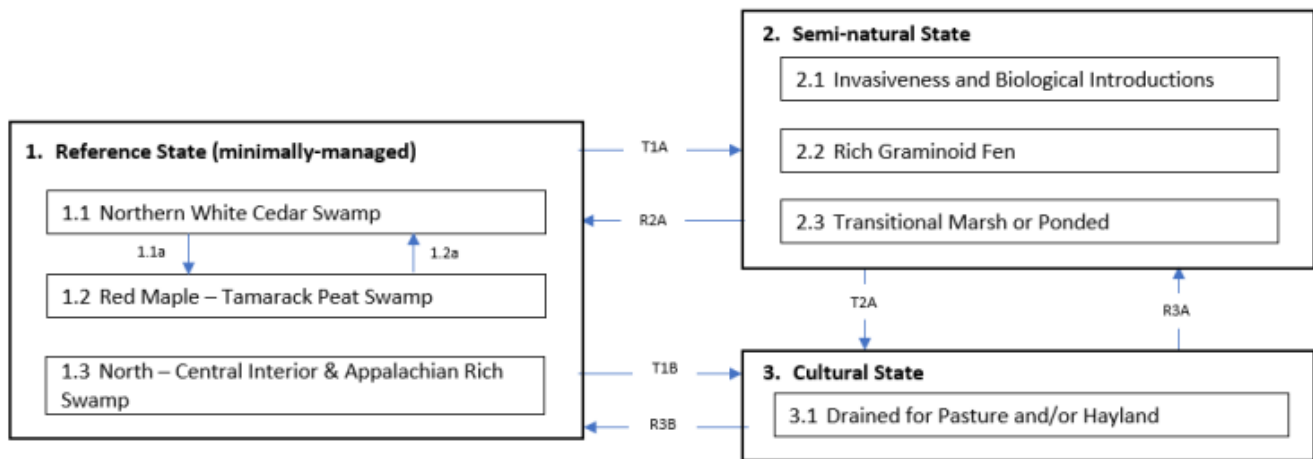 1. Reference State (minimally-managed)
1.1 Northern White Cedar Swamp
1.1a
1.2a
1.2 Red Maple – Tamarack Peat Swamp
1.3 North – Central Interior & Appalachian Rich
Swamp
T1A
R2A
T1B
R3B
2. Semi-natural State
2.1 Invasiveness and Biological Introductions
2.2 Rich Graminoid Fen
2.3 Transitional Marsh or Ponded
T2A
R3A
3. Cultural State
3.1 Drained for Pasture and/or Hayland